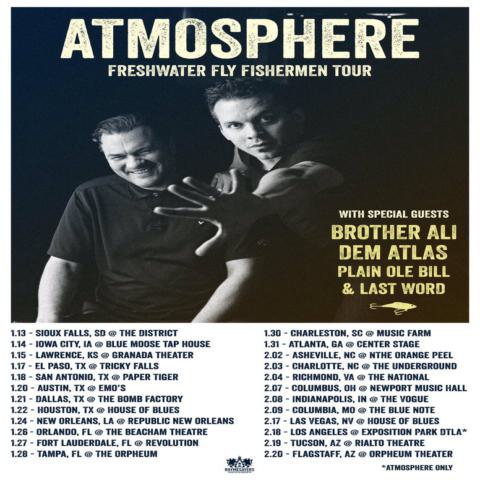 ATMOSPHERE
FRESHWATER FLY FISHERMEN TOUR
WITH SPECIAL GUESTS
BROTHER ALI
DEM ATLAS
PLAIN OLE BILL
& LAST WORD
1.13 - SIOUX FALLS, SD @ THE DISTRICT
1.14 - IOWA CITY, IA @ BLUE MOOSE TAP HOUSE
1.15 - LAWRENCE, KS @ GRANADA THEATER
1.17 - EL PASO, TX @ TRICKY FALLS
1.18 - SAN ANTONIO, TX @ PAPER TIGER
1.20 - AUSTIN, TX @ EMO'S
1.21 - DALLAS, TX @ THE BOMB FACTORY
1.22 - HOUSTON, TX @ HOUSE OF BLUES
1.24 - NEW ORLEANS, LA @ REPUBLIC NEW ORLEANS
1.26 - ORLANDO, FL @ THE BEACHAM THEATRE
1.27 - FORT LAUDERDALE, FL @ REVOLUTION
1.28 - TAMPA, FL @ THE ORPHEUM
1.30 - CHARLESTON, SC @ MUSIC FARM
1.31 - ATLANTA, GA @ CENTER STAGE
2.02 - ASHEVILLE, NC @ NTHE ORANGE PEEL
2.03 - CHARLOTTE, NC @ THE UNDERGROUND
2.04 - RICHMOND, VA @ THE NATIONAL
2.07 - COLUMBUS, OH @ NEWPORT MUSIC HALL
2.08 - INDIANAPOLIS, IN @ THE VOGUE
2.09 - COLUMBIA, MO @ THE BLUE NOTE
2.17 - LAS VEGAS, NV @ HOUSE OF BLUES
2.18 - LOS ANGELES @ EXPOSITION PARK DTLA*
2.19 - TUCSON, AZ @ RIALTO THEATRE
2.20 - FLAGSTAFF, AZ @ ORPHEUM THEATER
*ATMOSPHERE ONLY
RHYMESAYERS